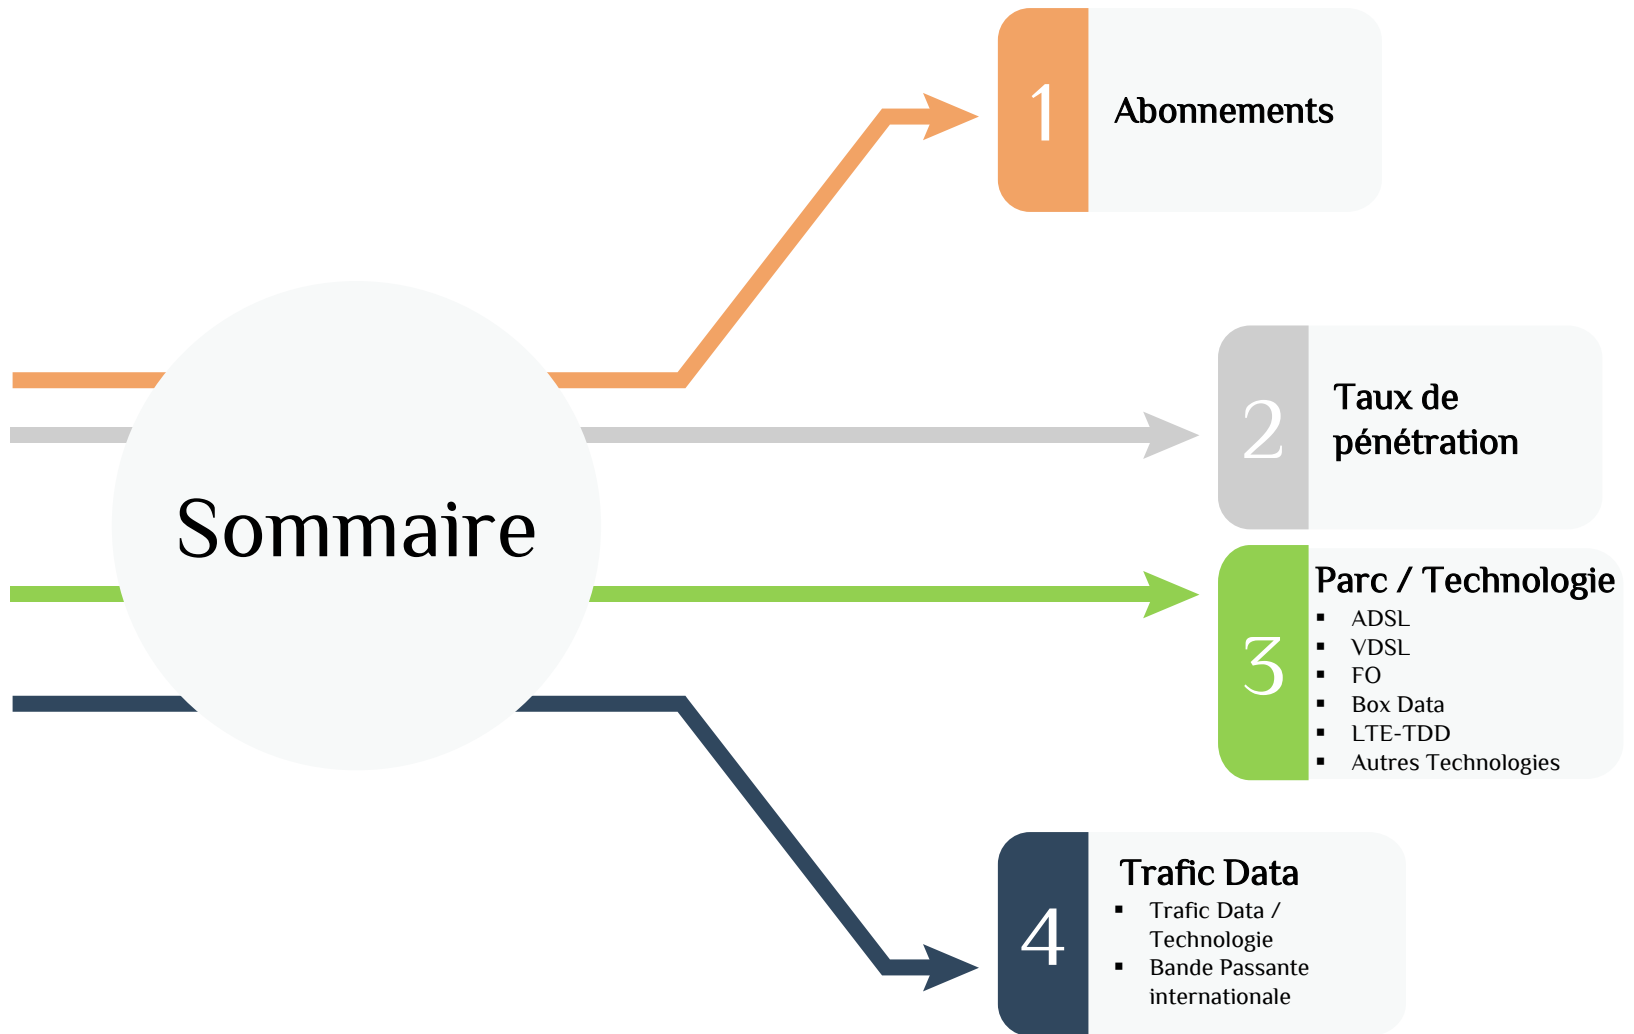 Sommaire
1
Abonnements
2
Taux de
pénétration
3
Parc / Technologie
▪ ADSL
▪ VDSL
▪ FO
▪ Box Data
▪ LTE-TDD
▪ Autres Technologies
4
Trafic Data
▪ Trafic Data /
Technologie
▪ Bande Passante
internationale